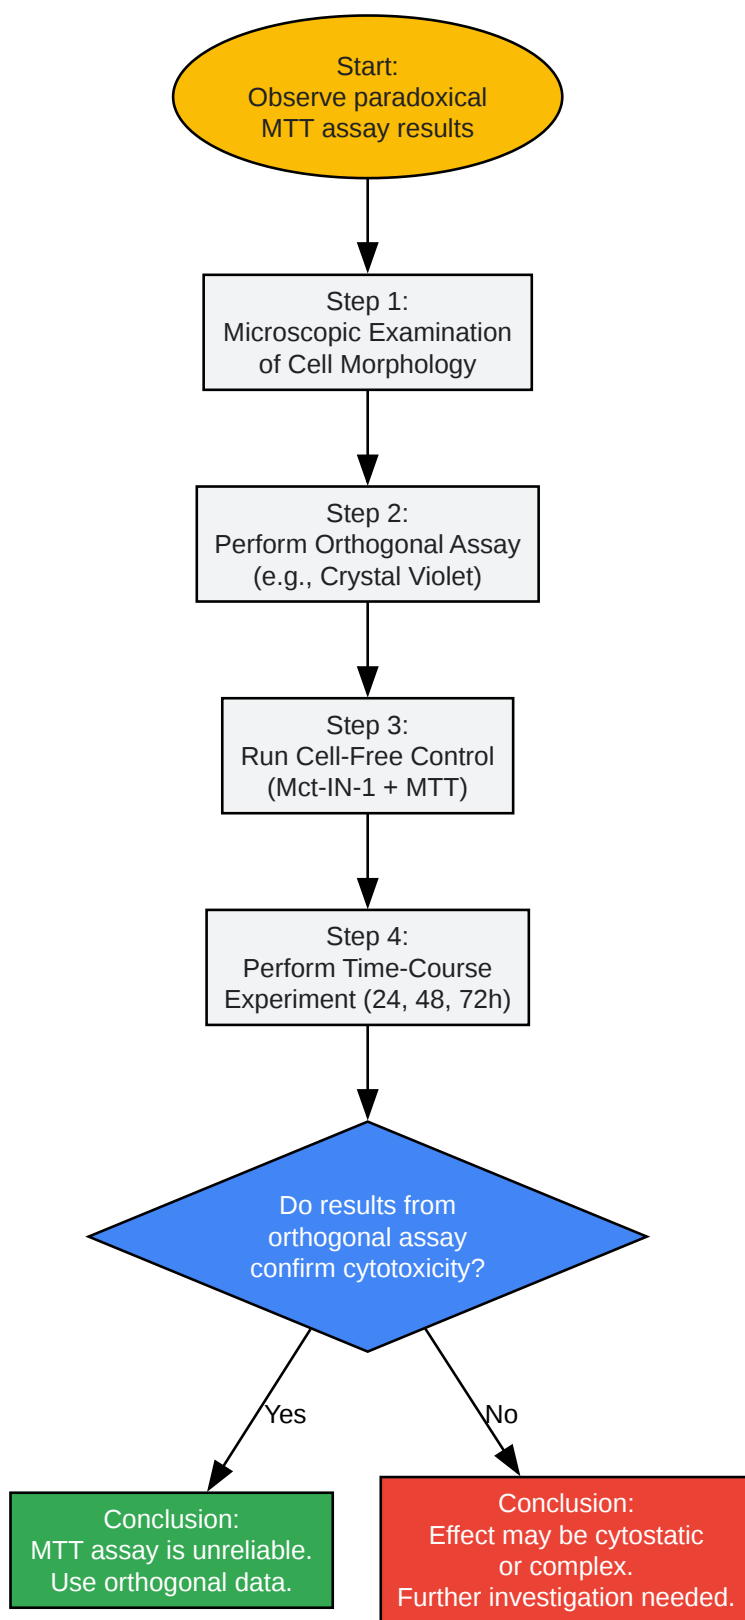 Start:
Observe paradoxical
MTT assay results
Step 1:
Microscopic Examination
of Cell Morphology
Step 2:
Perform Orthogonal Assay
(e.g., Crystal Violet)
Step 3:
Run Cell-Free Control
(Mct-IN-1 + MTT)
Step 4:
Perform Time-Course
Experiment (24, 48, 72h)
Do results from
orthogonal assay
confirm cytotoxicity?
Yes
No
Conclusion:
MTT assay is unreliable.
Use orthogonal data.
Conclusion:
Effect may be cytostatic
or complex.
Further investigation needed.